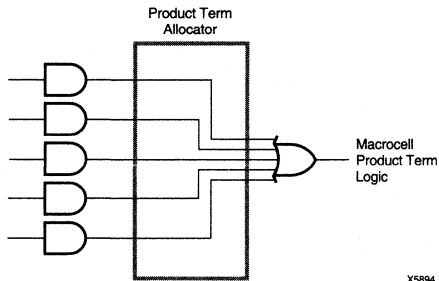 Product Term
Allocator
Macrocell
Product Term
Logic
X5894